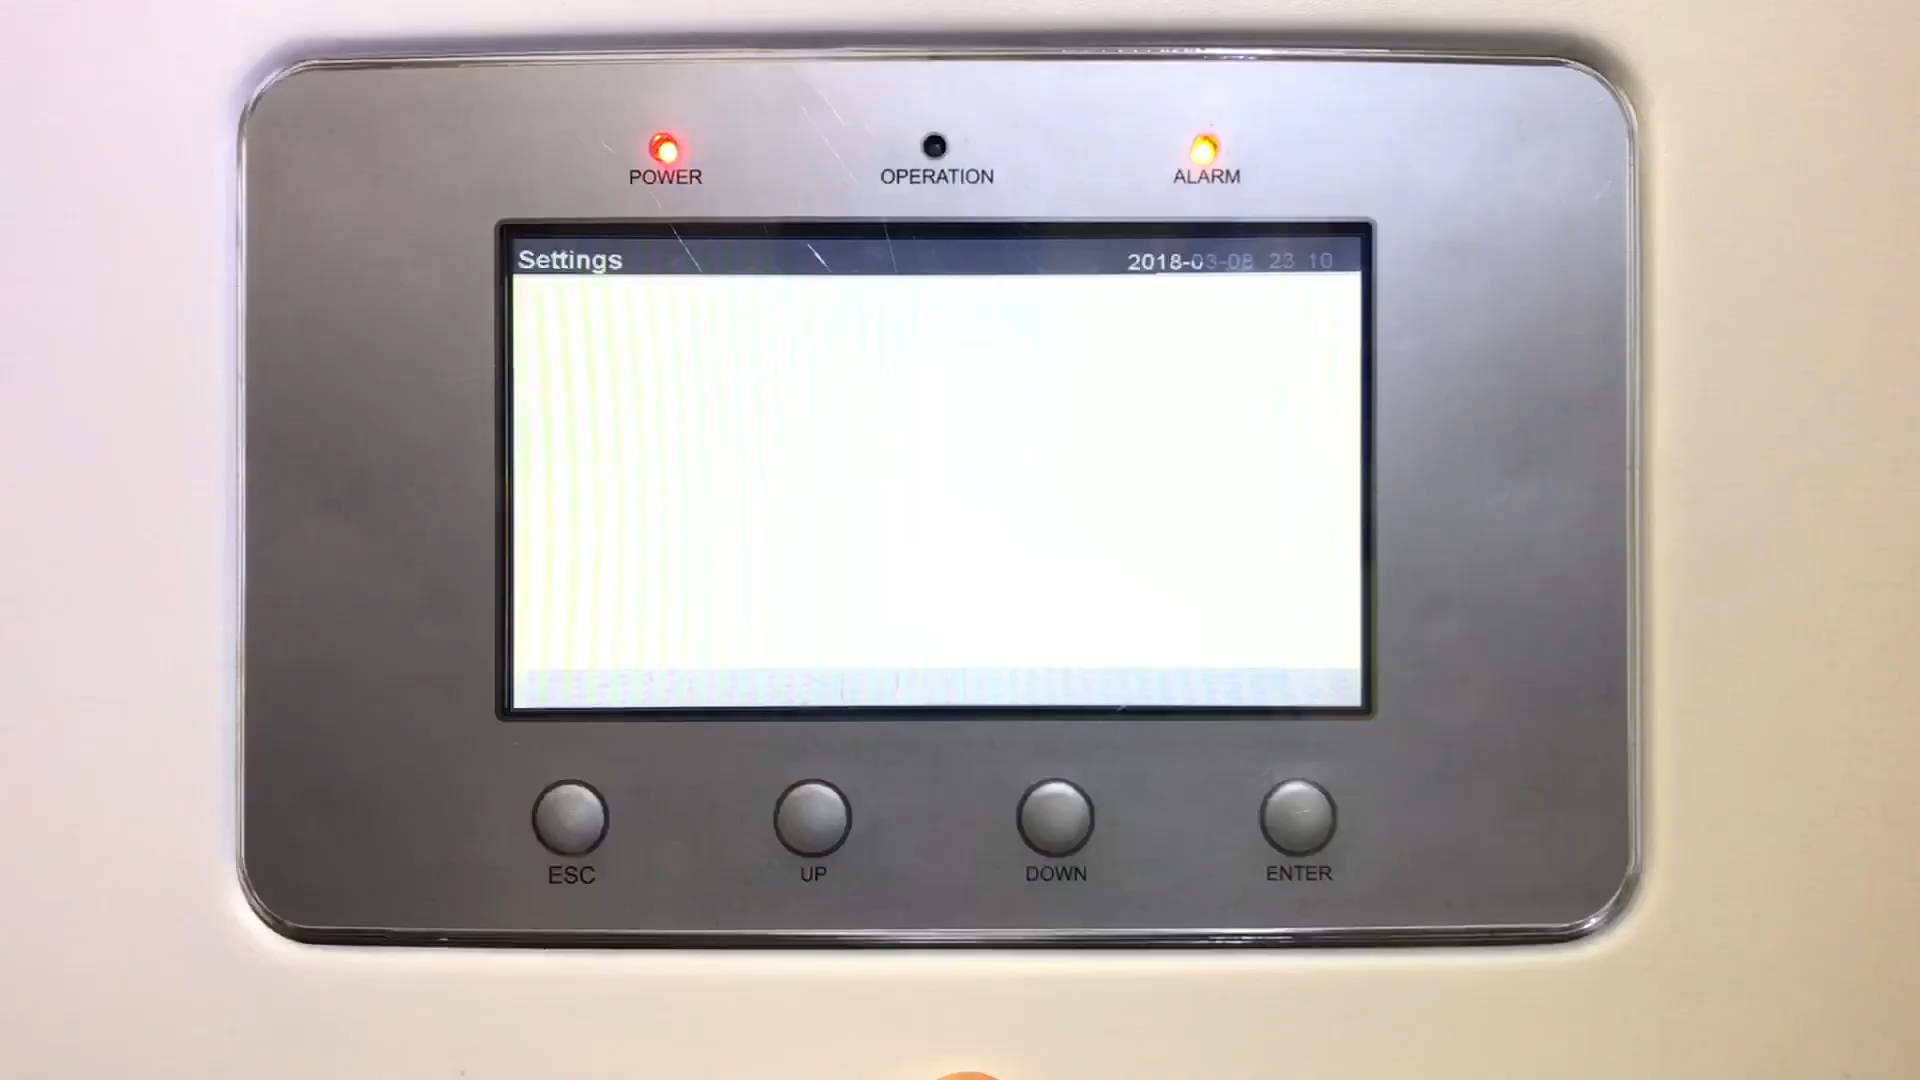 POWER OPERATION ALARM
Settings 2018-03-08 23 10
ESC UP DOWN ENTER